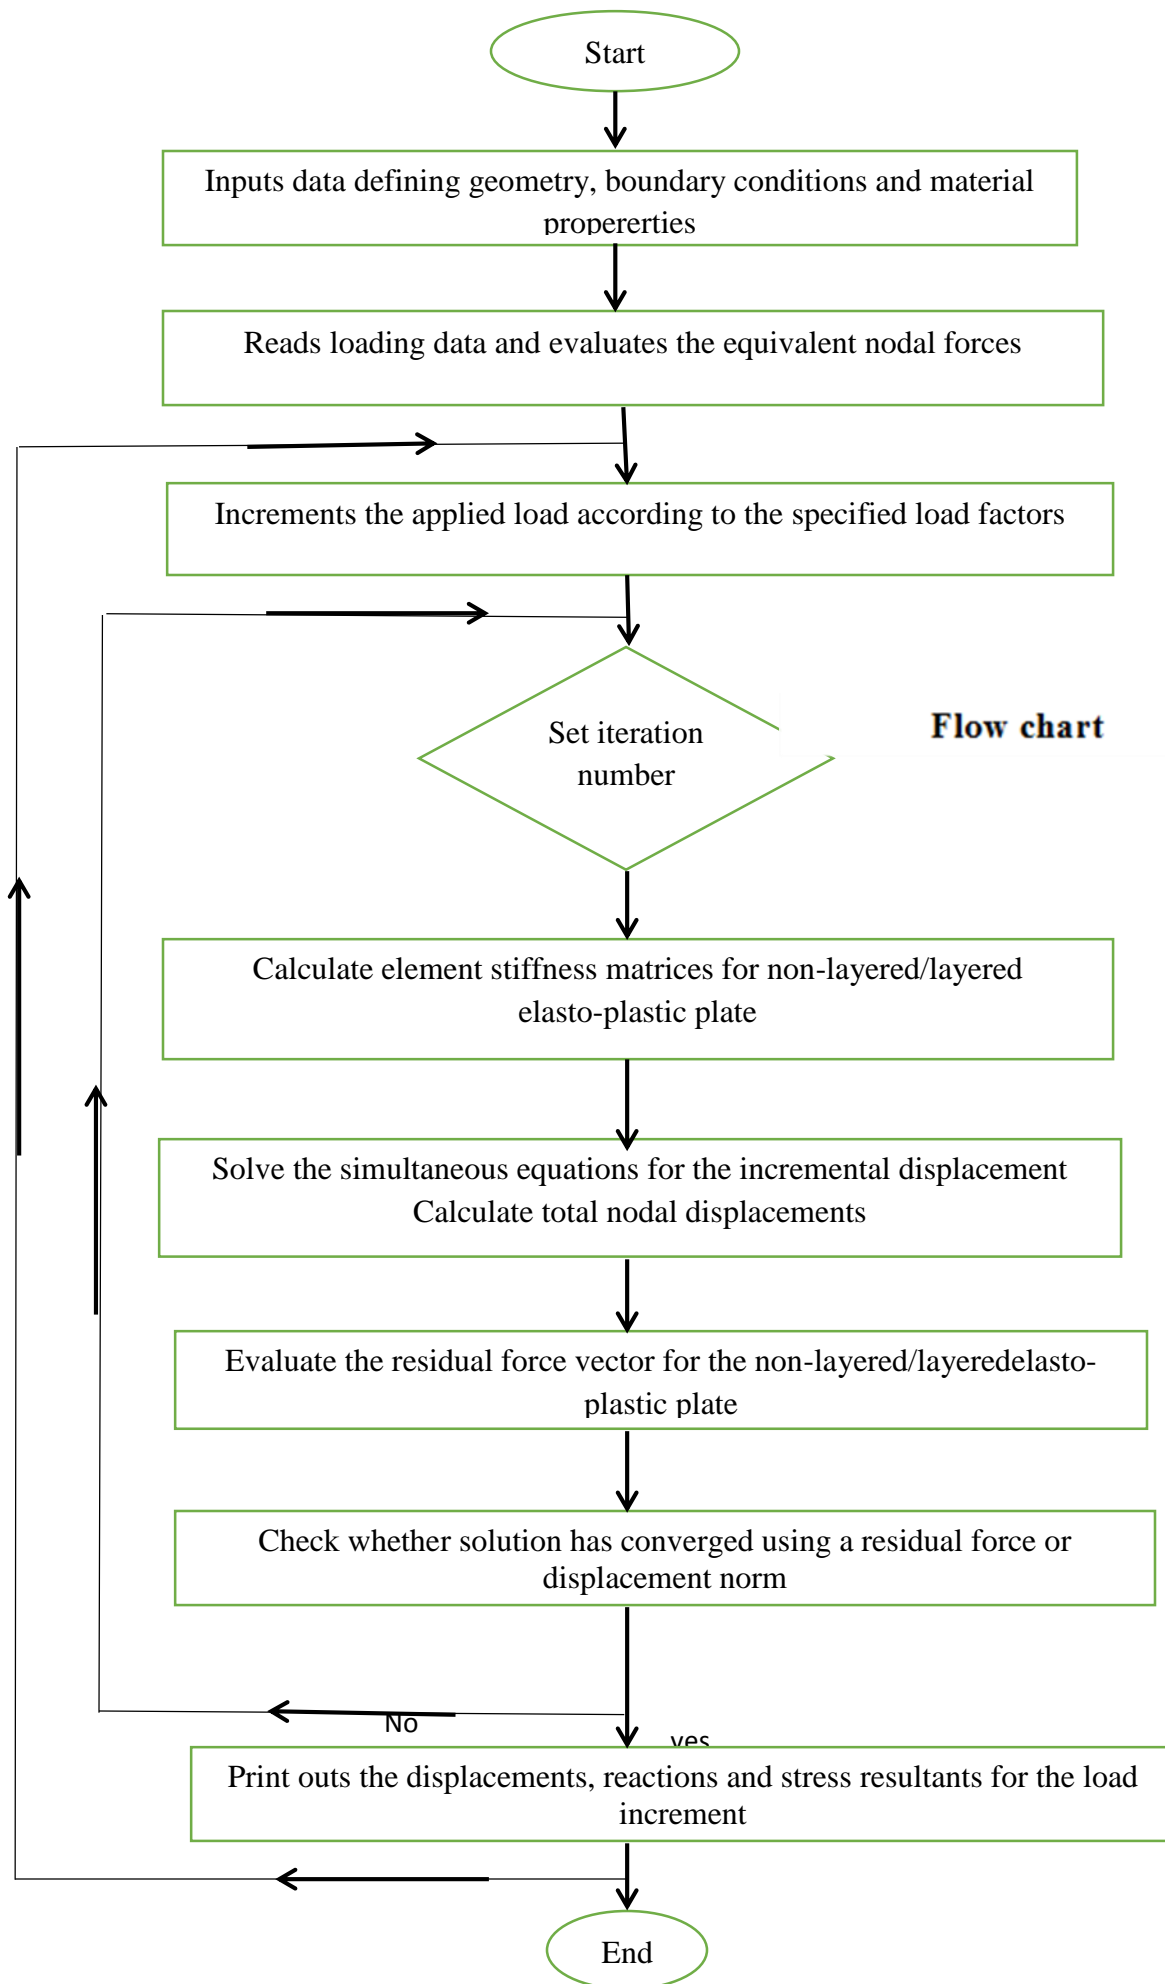 Start
Inputs data defining geometry, boundary conditions and material
propererties
Reads loading data and evaluates the equivalent nodal forces
Increments the applied load according to the specified load factors
Set iteration
number
Flow chart
Calculate element stiffness matrices for non-layered/layered
elasto-plastic plate
Solve the simultaneous equations for the incremental displacement
Calculate total nodal displacements
Evaluate the residual force vector for the non-layered/layeredelasto-
plastic plate
Check whether solution has converged using a residual force or
displacement norm
No
yes
Print outs the displacements, reactions and stress resultants for the load
increment
End